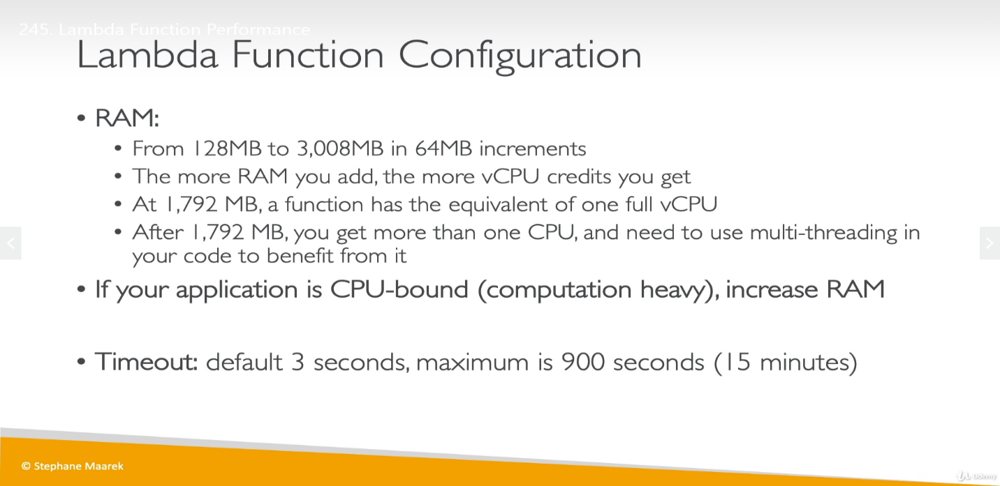 245. Lambda Function Performance
Lambda Function Configuration
• RAM:
• From 128MB to 3,008MB in 64MB increments
• The more RAM you add, the more vCPU credits you get
• At 1,792 MB, a function has the equivalent of one full vCPU
• After 1,792 MB, you get more than one CPU, and need to use multi-threading in
your code to benefit from it
• If your application is CPU-bound (computation heavy), increase RAM
• Timeout: default 3 seconds, maximum is 900 seconds (15 minutes)
© Stephane Maarek
Udemy